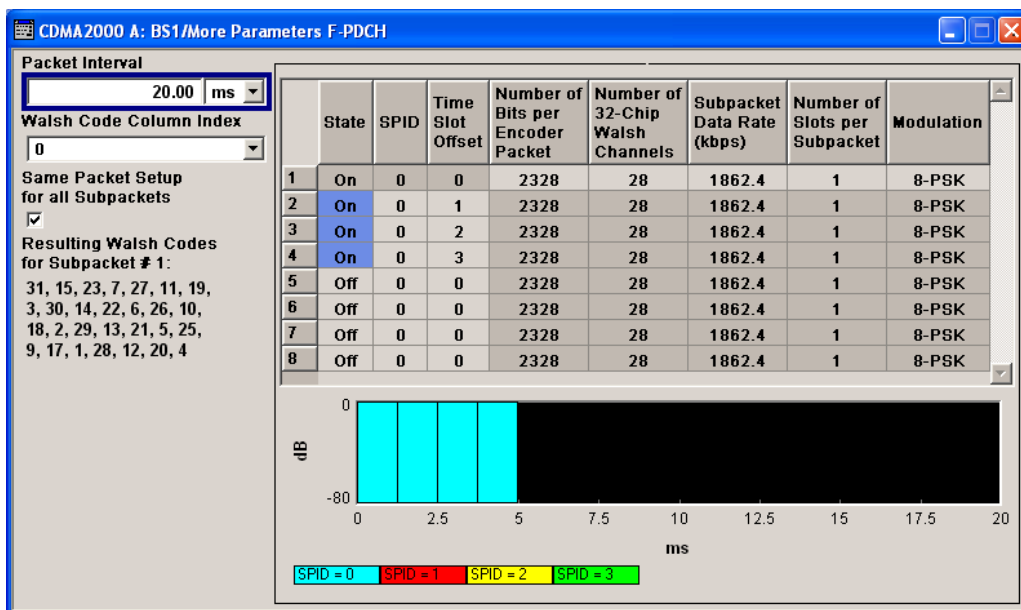 CDMA2000 A: BS1/More Parameters F-PDCH
Packet Interval
20.00 ms
Walsh Code Column Index
0
Same Packet Setup
for all Subpackets
Resulting Walsh Codes
for Subpacket # 1:
31, 15, 23, 7, 27, 11, 19,
3, 30, 14, 22, 6, 26, 10,
18, 2, 29, 13, 21, 5, 25,
9, 17, 1, 28, 12, 20, 4
State SPID Time Slot Offset Number of Bits per Encoder Packet Number of 32-Chip Walsh Channels Subpacket Data Rate (kbps) Number of Slots per Subpacket Modulation
1 On 0 0 2328 28 1862.4 1 8-PSK
2 On 0 1 2328 28 1862.4 1 8-PSK
3 On 0 2 2328 28 1862.4 1 8-PSK
4 On 0 3 2328 28 1862.4 1 8-PSK
5 Off 0 0 2328 28 1862.4 1 8-PSK
6 Off 0 0 2328 28 1862.4 1 8-PSK
7 Off 0 0 2328 28 1862.4 1 8-PSK
8 Off 0 0 2328 28 1862.4 1 8-PSK
0
dB
-80
0 2.5 5 7.5 10 12.5 15 17.5 20
ms
SPID = 0 SPID = 1 SPID = 2 SPID = 3